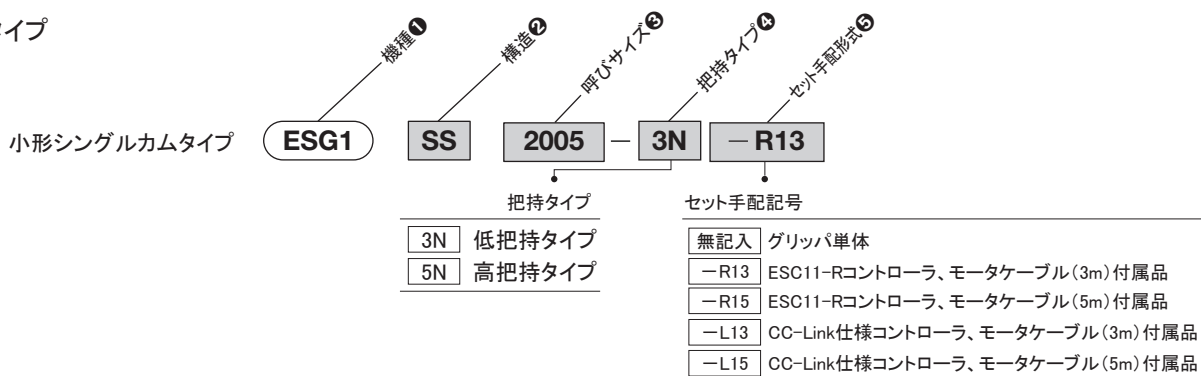 イプ
機種❶
構造❷
呼びサイズ❸
把持タイプ❹
セット手配形式❺
小形シングルカムタイプ ESG1 SS 2005 － 3N －R13
把持タイプ
3N 低把持タイプ
5N 高把持タイプ
セット手配記号
無記入 グリッパ単体
－R13 ESC11-Rコントローラ、モータケーブル（3m）付属品
－R15 ESC11-Rコントローラ、モータケーブル（5m）付属品
－L13 CC-Link仕様コントローラ、モータケーブル（3m）付属品
－L15 CC-Link仕様コントローラ、モータケーブル（5m）付属品